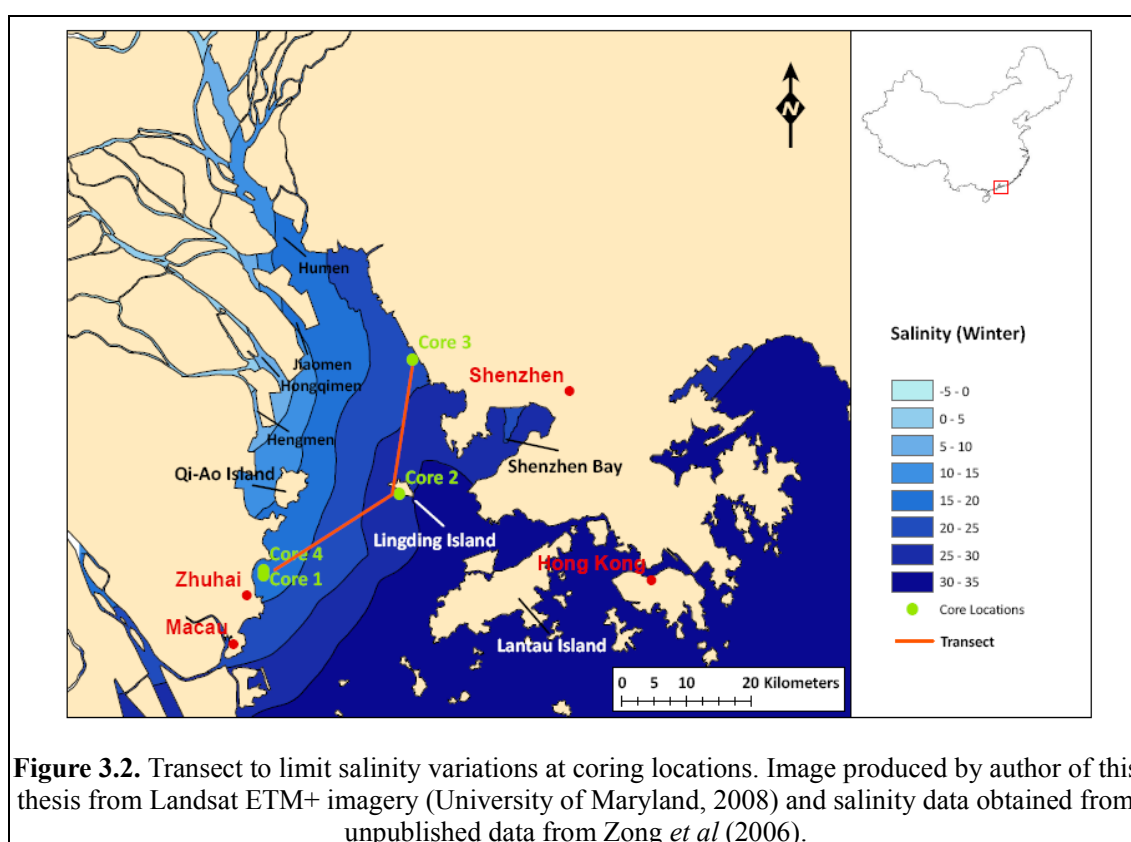 N
Humen
Jiaomen
Hongqimen
Hengmen
Qi-Ao Island
Core 3
Shenzhen
Shenzhen Bay
Core 2
Lingding Island
Core 4
Core 1
Zhuhai
Macau
Hong Kong
Lantau Island
0 5 10 20 Kilometers
Salinity (Winter)
-5 - 0
0 - 5
5 - 10
10 - 15
15 - 20
20 - 25
25 - 30
30 - 35
Core Locations
Transect
Figure 3.2. Transect to limit salinity variations at coring locations. Image produced by author of this
thesis from Landsat ETM+ imagery (University of Maryland, 2008) and salinity data obtained from
unpublished data from Zong et al (2006).